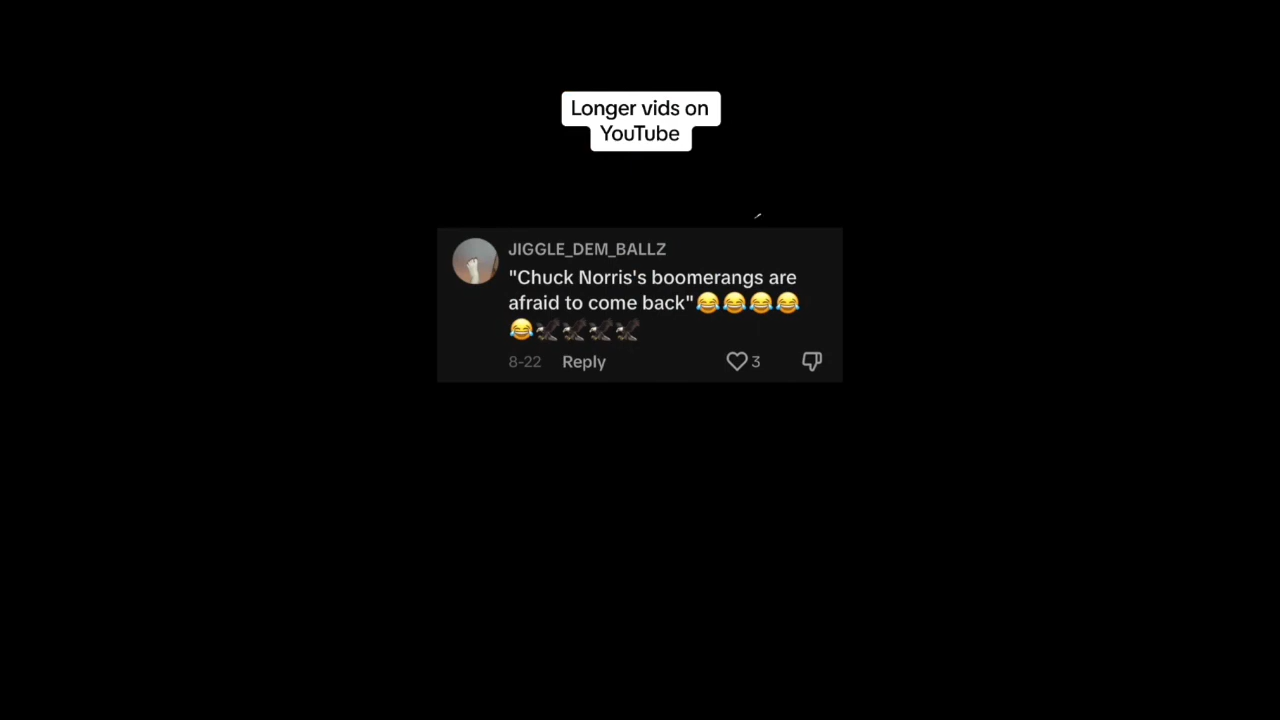 Longer vids on
YouTube
JIGGLE_DEM_BALLZ
"Chuck Norris's boomerangs are
afraid to come back"😂😂😂😂
😂🦅🦅🦅🦅
8-22 Reply 3